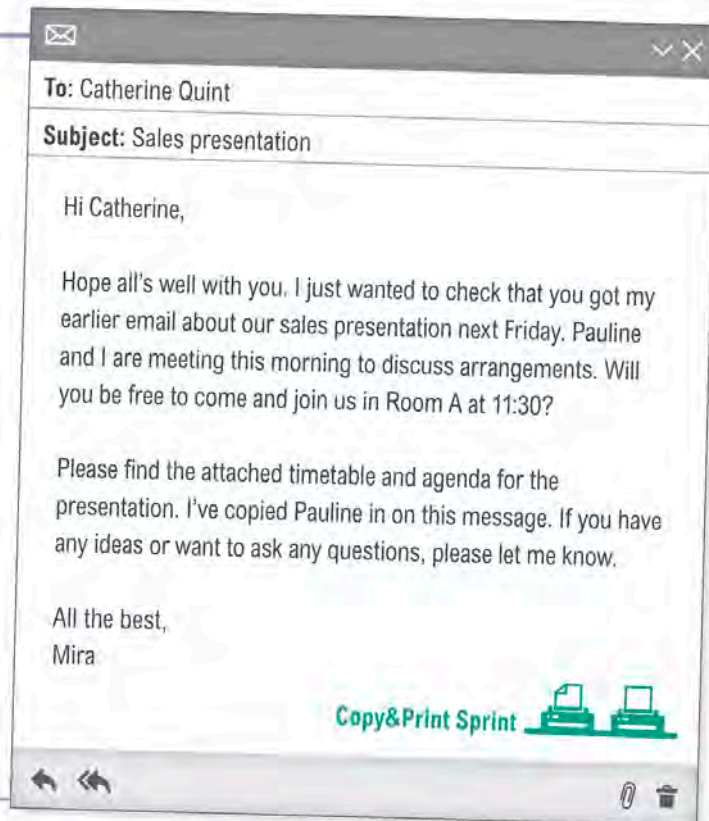 To: Catherine Quint
Subject: Sales presentation
Hi Catherine,
Hope all's well with you. I just wanted to check that you got my
earlier email about our sales presentation next Friday. Pauline
and I are meeting this morning to discuss arrangements. Will
you be free to come and join us in Room A at 11:30?
Please find the attached timetable and agenda for the
presentation. I've copied Pauline in on this message. If you have
any ideas or want to ask any questions, please let me know.
All the best,
Mira
Copy&Print Sprint